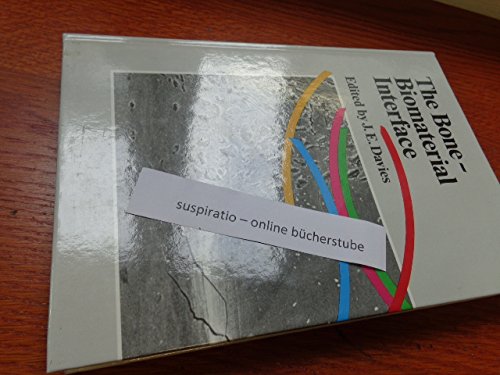 The Bone-
Biomaterial
Interface
Edited by J. E. Davies
suspiratio – online bücherstube